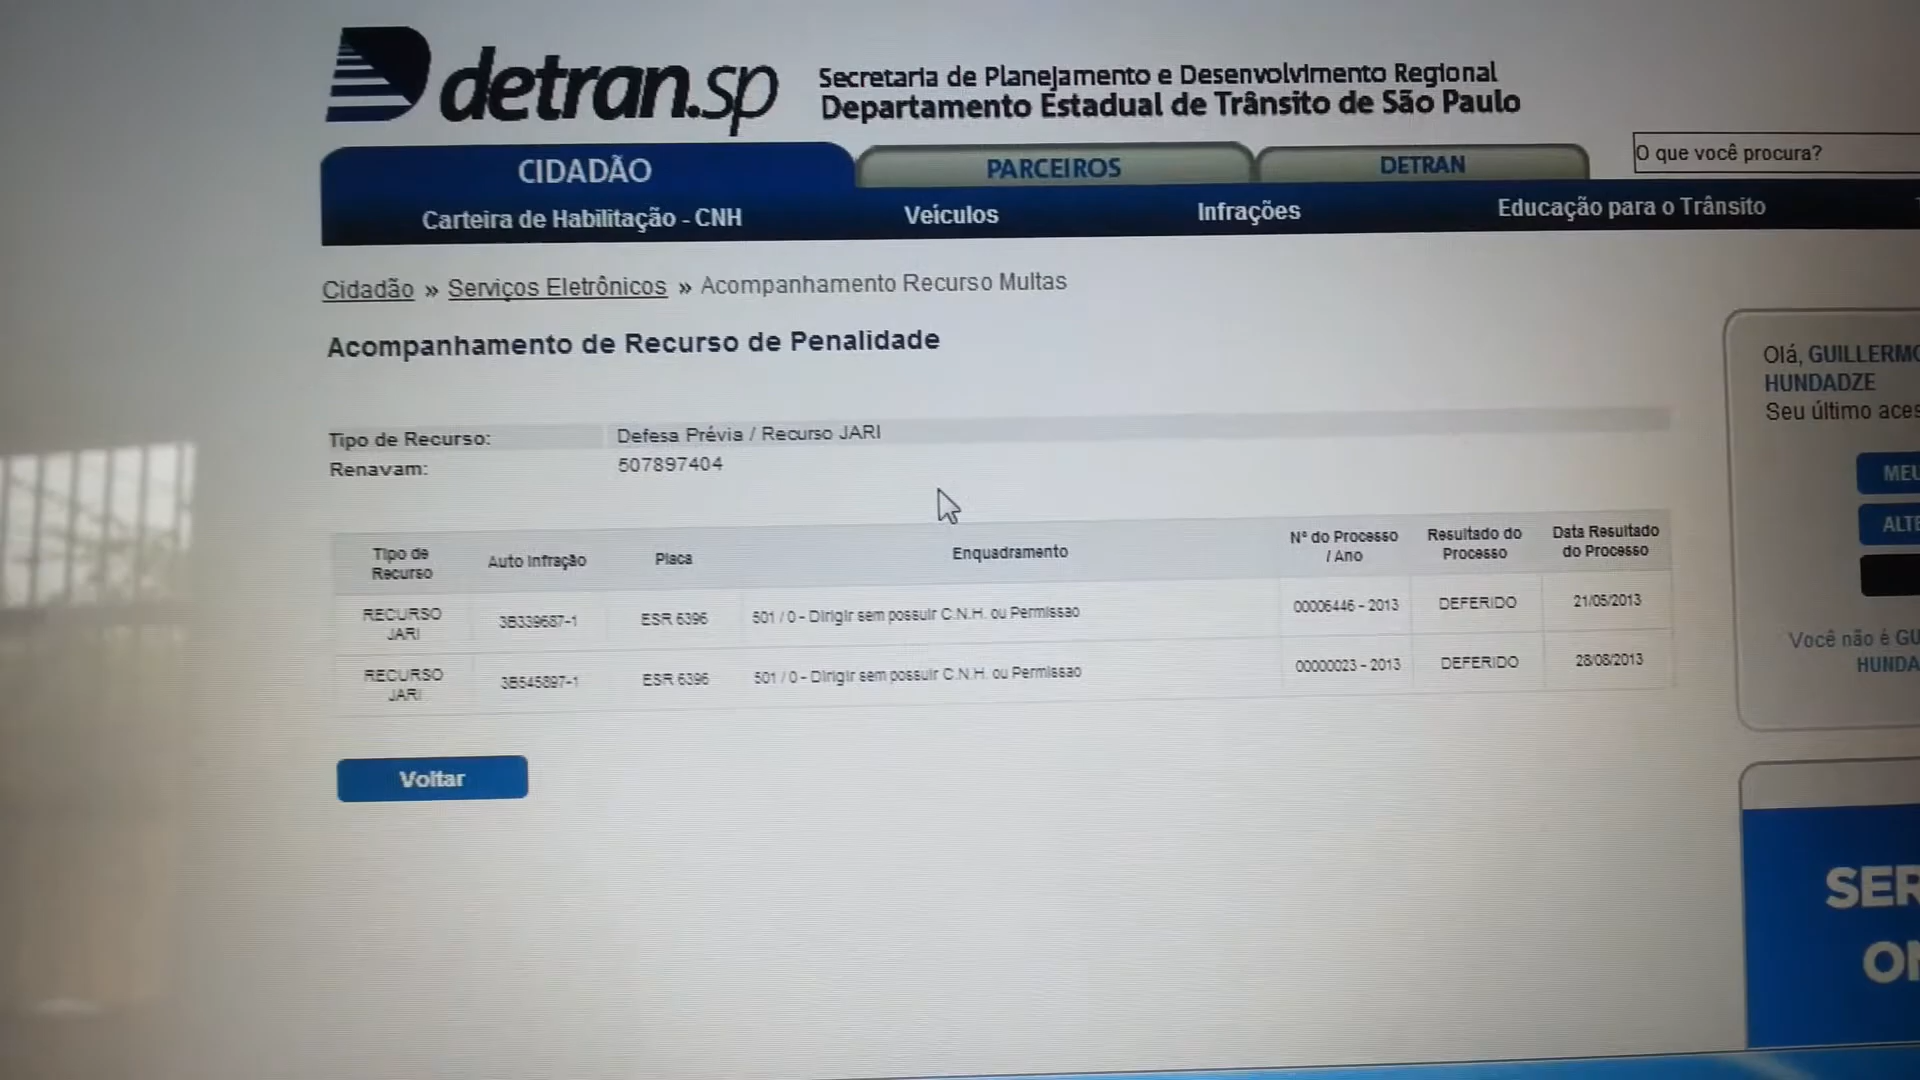 detran.sp
Secretaria de Planejamento e Desenvolvimento Regional
Departamento Estadual de Trânsito de São Paulo
CIDADÃO
PARCEIROS
DETRAN
O que você procura?
Carteira de Habilitação - CNH
Veículos
Infrações
Educação para o Trânsito
Cidadão » Serviços Eletrônicos » Acompanhamento Recurso Multas
Acompanhamento de Recurso de Penalidade
Tipo de Recurso: Defesa Prévia / Recurso JARI
Renavam: 507897404
Tipo de
Recurso
Auto Infração
Placa
Enquadramento
Nº do Processo
/ Ano
Resultado do
Processo
Data Resultado
do Processo
RECURSO
JARI
3B339687-1
ESR 6396
501 / 0 - Dirigir sem possuir C.N.H. ou Permissao
00006446 - 2013
DEFERIDO
21/05/2013
RECURSO
JARI
3B545897-1
ESR 6396
501 / 0 - Dirigir sem possuir C.N.H. ou Permissao
00000023 - 2013
DEFERIDO
28/08/2013
Voltar
Olá, GUILLERMO
HUNDADZE
Seu último aces
MEU
ALTE
Você não é GU
HUNDA
SER
ON